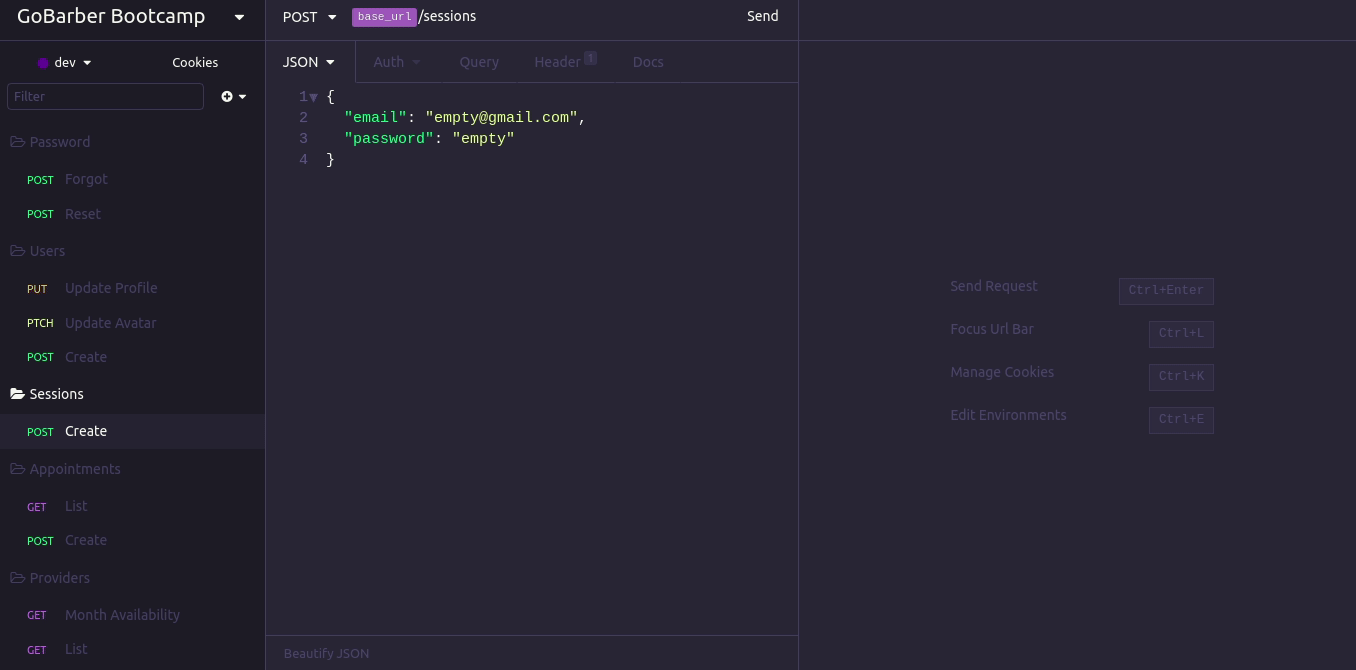 GoBarber Bootcamp
dev
Cookies
Filter
Password
POST Forgot
POST Reset
Users
PUT Update Profile
PTCH Update Avatar
POST Create
Sessions
POST Create
Appointments
GET List
POST Create
Providers
GET Month Availability
GET List
POST base_url/sessions Send
JSON Auth Query Header 1 Docs
1 {
2 "email": "empty@gmail.com",
3 "password": "empty"
4 }
Beautify JSON
Send Request Ctrl+Enter
Focus Url Bar Ctrl+L
Manage Cookies Ctrl+K
Edit Environments Ctrl+E